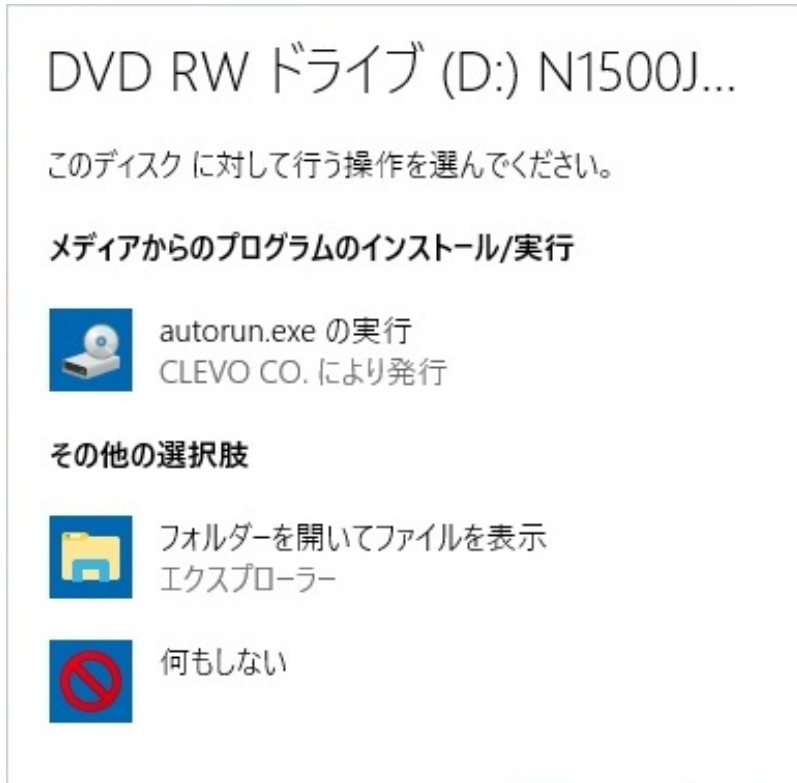 DVD RW ドライブ (D:) N1500J...
このディスク に対して行う操作を選んでください。
メディアからのプログラムのインストール/実行
autorun.exe の実行
CLEVO CO. により発行
その他の選択肢
フォルダーを開いてファイルを表示
エクスプローラー
何もしない